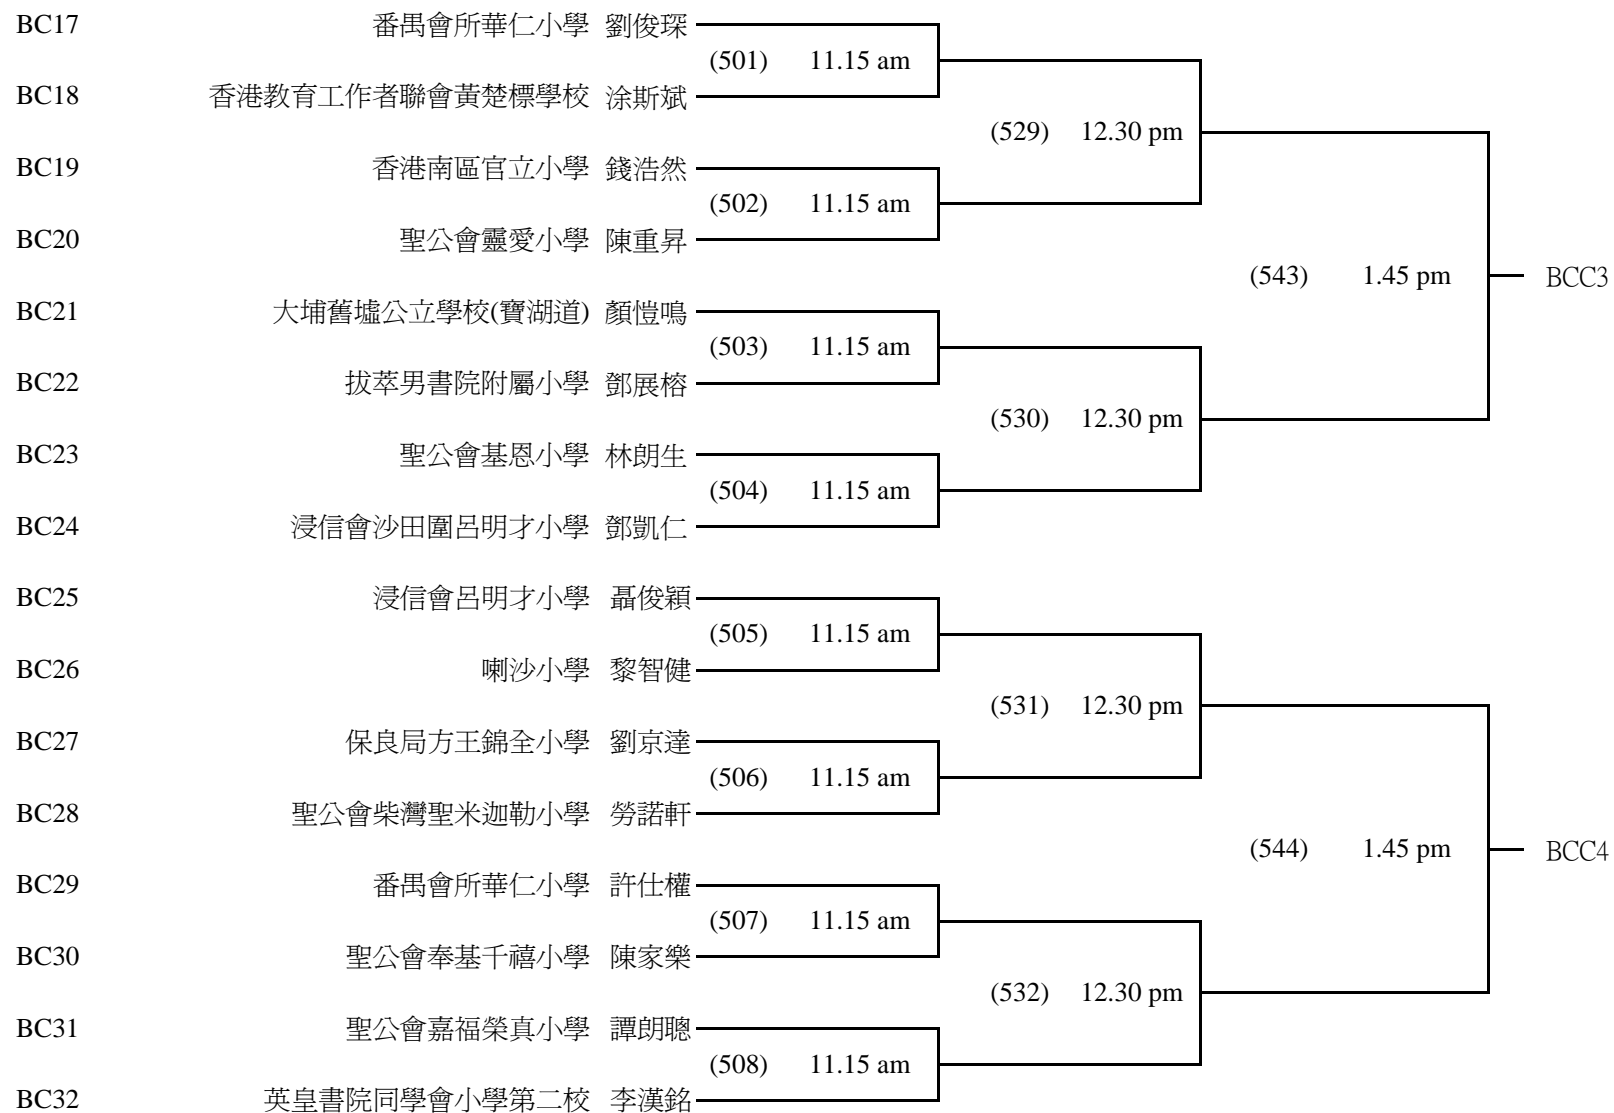 BC17 番禺會所華仁小學 劉俊琛
(501) 11.15 am
BC18 香港教育工作者聯會黃楚標學校 涂斯斌
(529) 12.30 pm
BC19 香港南區官立小學 錢浩然
(502) 11.15 am
BC20 聖公會靈愛小學 陳重昇
(543) 1.45 pm BCC3
BC21 大埔舊墟公立學校(寶湖道) 顏愷鳴
(503) 11.15 am
BC22 拔萃男書院附屬小學 鄧展榕
(530) 12.30 pm
BC23 聖公會基恩小學 林朗生
(504) 11.15 am
BC24 浸信會沙田圍呂明才小學 鄧凱仁
BC25 浸信會呂明才小學 聶俊穎
(505) 11.15 am
BC26 喇沙小學 黎智健
(531) 12.30 pm
BC27 保良局方王錦全小學 劉京達
(506) 11.15 am
BC28 聖公會柴灣聖米迦勒小學 勞諾軒
(544) 1.45 pm BCC4
BC29 番禺會所華仁小學 許仕權
(507) 11.15 am
BC30 聖公會奉基千禧小學 陳家樂
(532) 12.30 pm
BC31 聖公會嘉福榮真小學 譚朗聰
(508) 11.15 am
BC32 英皇書院同學會小學第二校 李漢銘